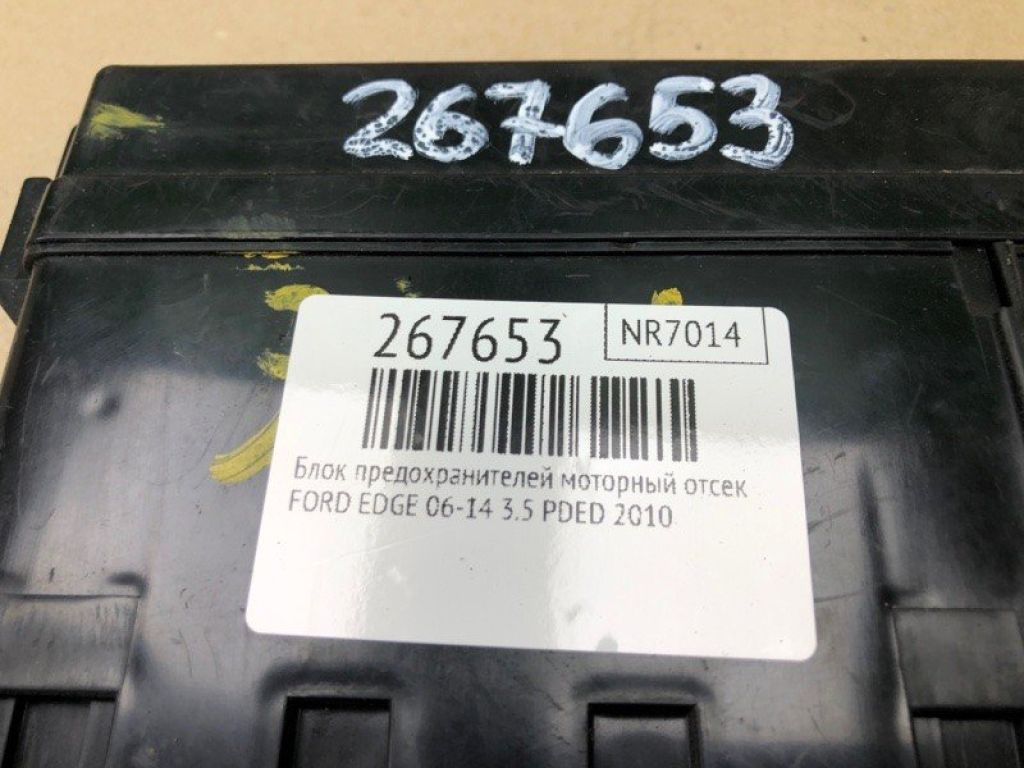 267653
267653
NR7014
Блок предохранителей моторный отсек
FORD EDGE 06-14 3.5 PDED 2010